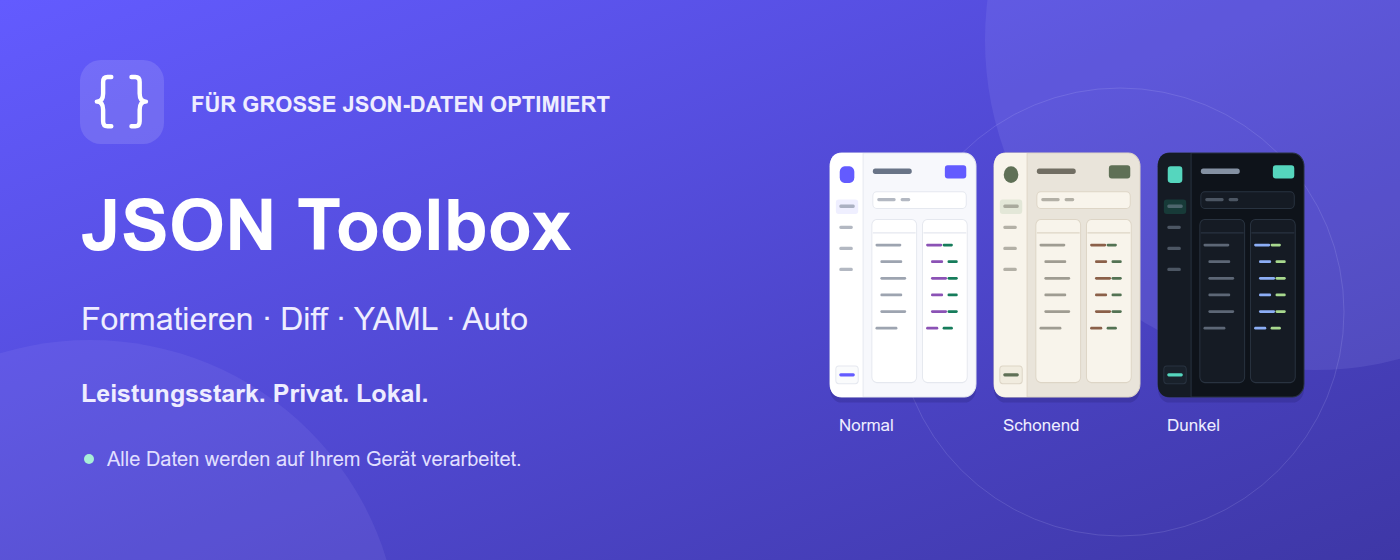 { }
FÜR GROSSE JSON-DATEN OPTIMIERT
JSON Toolbox
Formatieren · Diff · YAML · Auto
Leistungsstark. Privat. Lokal.
Alle Daten werden auf Ihrem Gerät verarbeitet.
Normal
Schonend
Dunkel